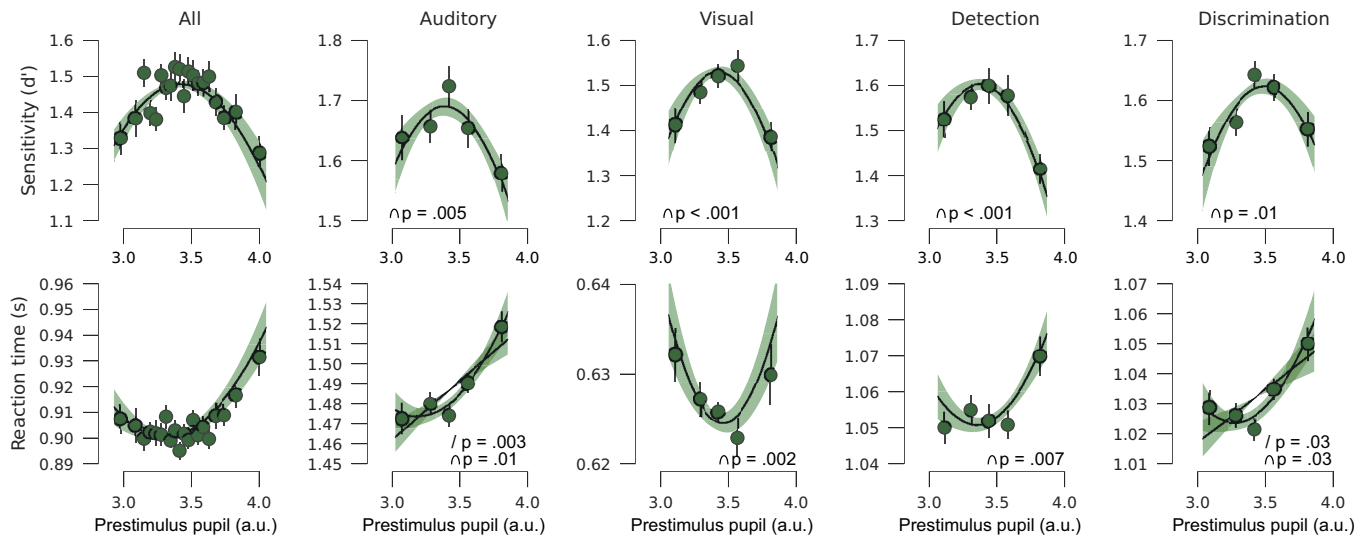 All Auditory Visual Detection Discrimination
Sensitivity (d')
1.6
1.5
1.4
1.3
1.2
1.1
3.0 3.5 4.0
1.8
1.7
1.6
1.5
∩p = .005
3.0 3.5 4.0
1.6
1.5
1.4
1.3
1.2
∩p < .001
3.0 3.5 4.0
1.7
1.6
1.5
1.4
1.3
∩p < .001
3.0 3.5 4.0
1.7
1.6
1.5
1.4
∩p = .01
3.0 3.5 4.0
Reaction time (s)
0.96
0.95
0.94
0.93
0.92
0.91
0.90
0.89
3.0 3.5 4.0
Prestimulus pupil (a.u.)
1.54
1.53
1.52
1.51
1.50
1.49
1.48
1.47
1.46
1.45
/ p = .003
∩p = .01
3.0 3.5 4.0
Prestimulus pupil (a.u.)
0.64
0.63
0.62
∩p = .002
3.0 3.5 4.0
Prestimulus pupil (a.u.)
1.09
1.08
1.07
1.06
1.05
1.04
∩p = .007
3.0 3.5 4.0
Prestimulus pupil (a.u.)
1.07
1.06
1.05
1.04
1.03
1.02
1.01
/ p = .03
∩p = .03
3.0 3.5 4.0
Prestimulus pupil (a.u.)